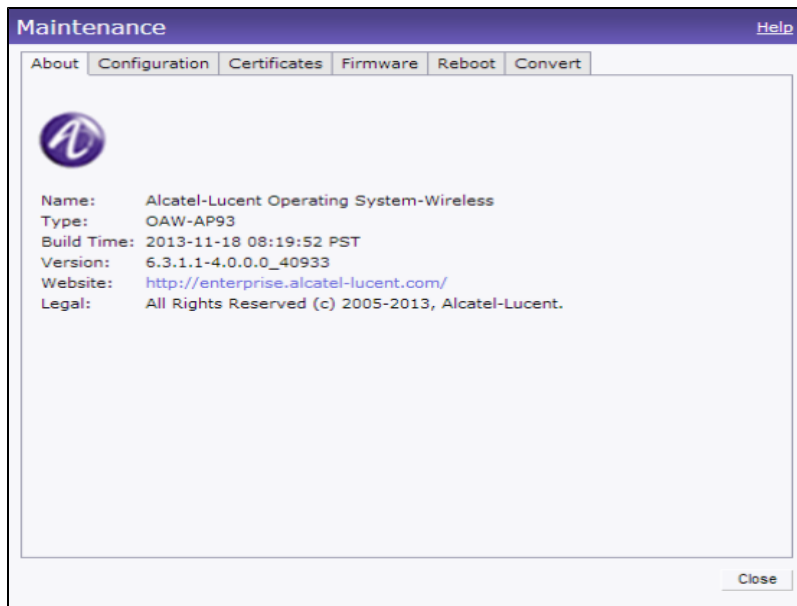 Maintenance Help
About Configuration Certificates Firmware Reboot Convert
Name: Alcatel-Lucent Operating System-Wireless
Type: OAW-AP93
Build Time: 2013-11-18 08:19:52 PST
Version: 6.3.1.1-4.0.0.0_40933
Website: http://enterprise.alcatel-lucent.com/
Legal: All Rights Reserved (c) 2005-2013, Alcatel-Lucent.
Close